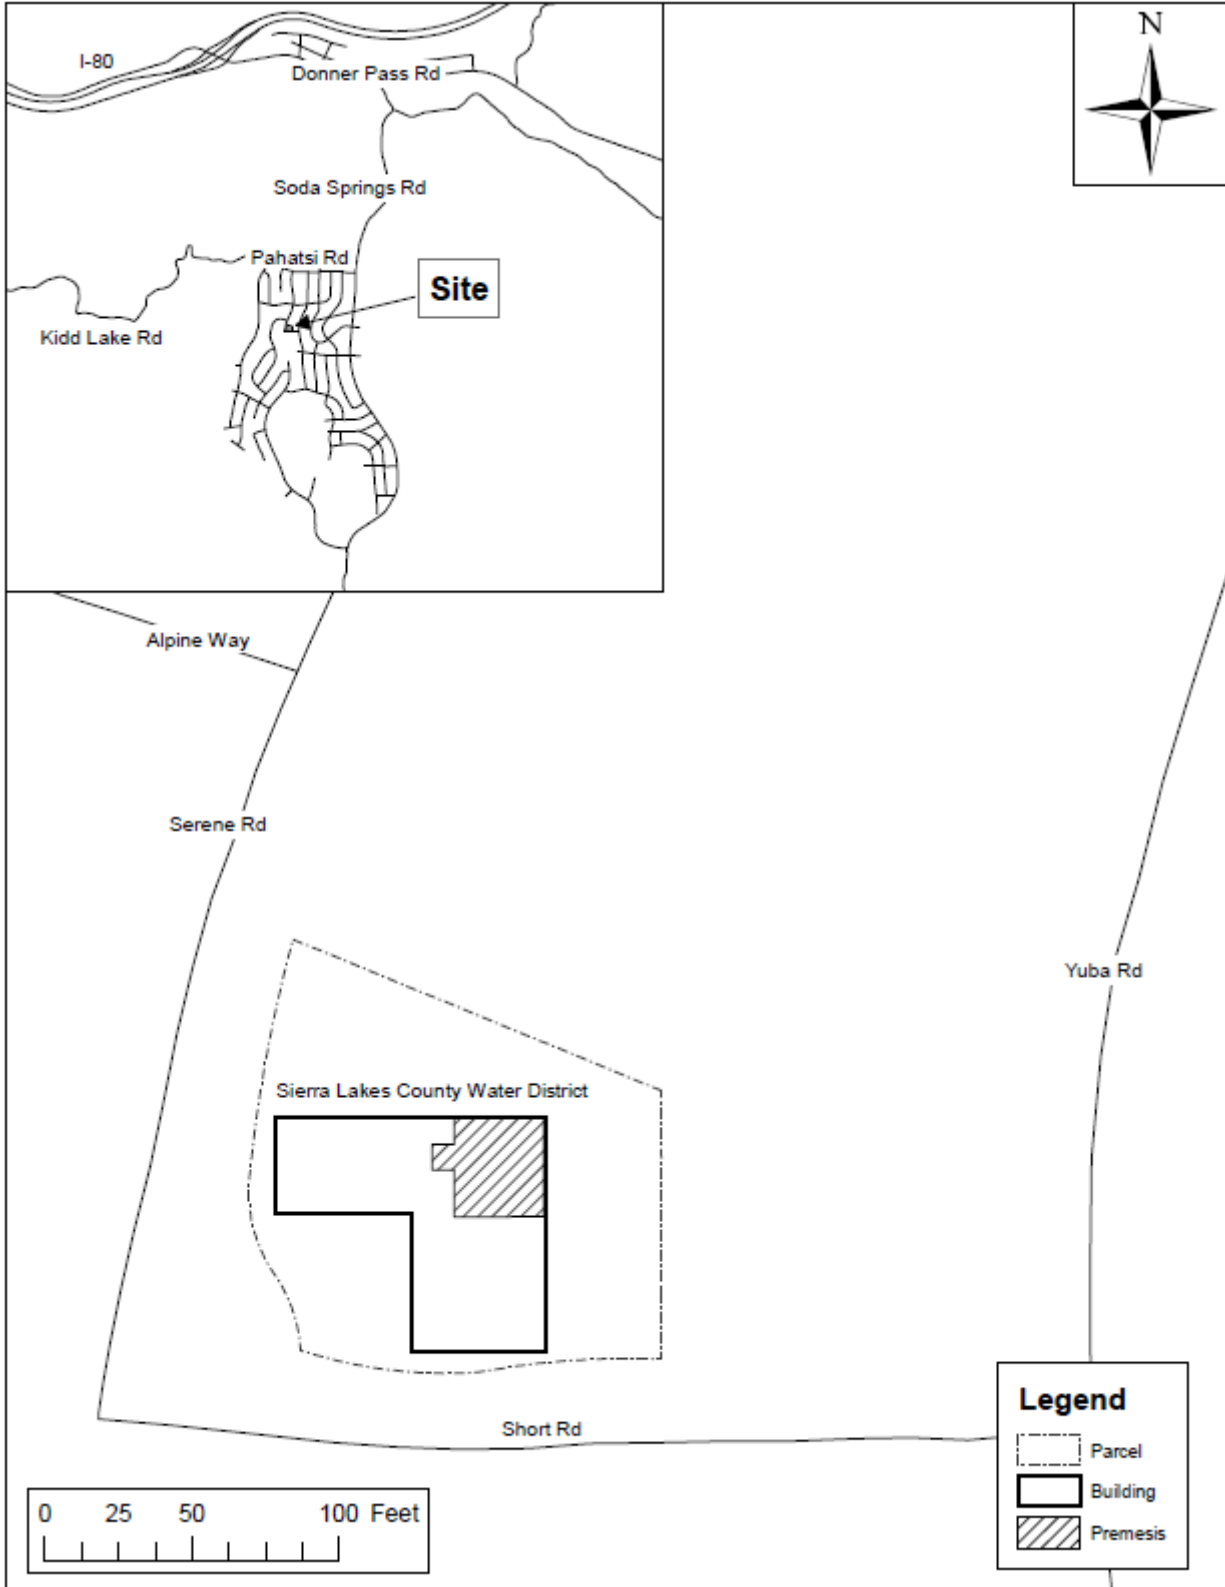 N
I-80
Donner Pass Rd
Soda Springs Rd
Pahatsi Rd
Site
Kidd Lake Rd
Alpine Way
Serene Rd
Yuba Rd
Sierra Lakes County Water District
Short Rd
Legend
Parcel
Building
Premesis
0 25 50 100 Feet